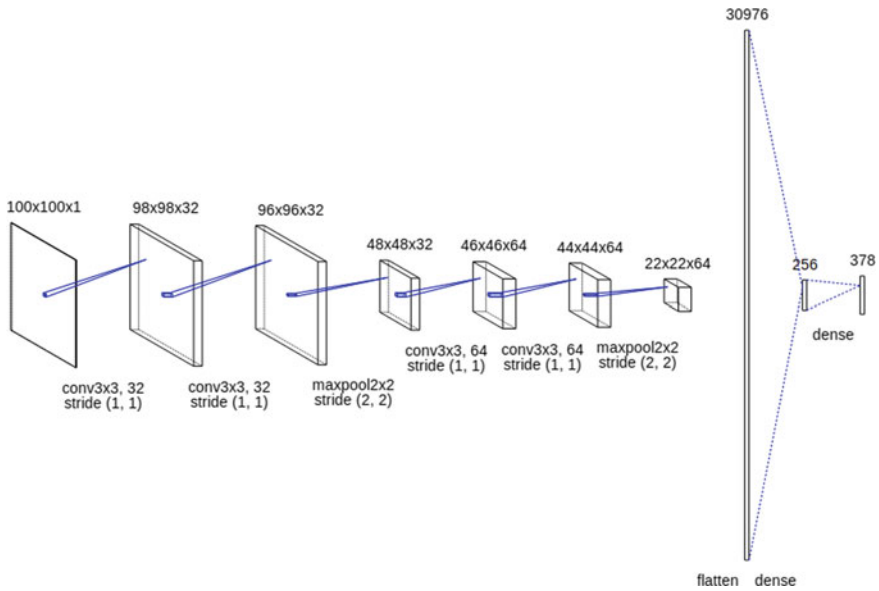 30976
100x100x1
98x98x32
96x96x32
48x48x32
46x46x64
44x44x64
22x22x64
256
378
conv3x3, 32
stride (1, 1)
conv3x3, 32
stride (1, 1)
maxpool2x2
stride (2, 2)
conv3x3, 64
stride (1, 1)
conv3x3, 64
stride (1, 1)
maxpool2x2
stride (2, 2)
dense
flatten
dense